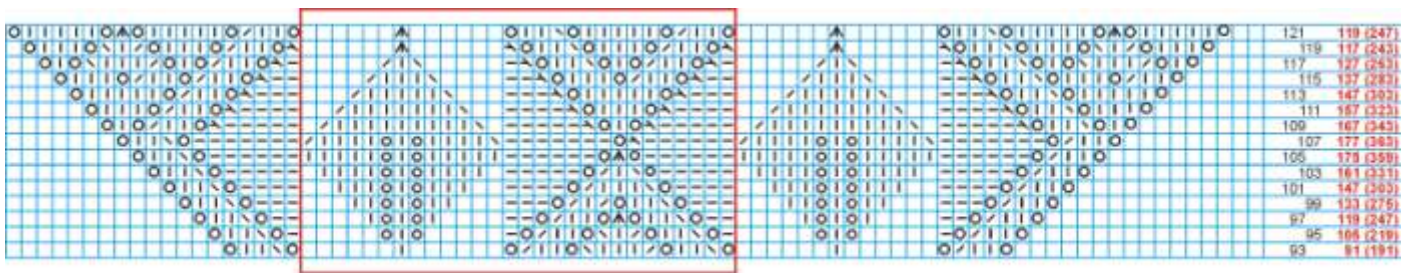 121 119 (247)
119 117 (243)
117 127 (263)
115 137 (283)
113 147 (303)
111 157 (323)
109 167 (343)
107 177 (363)
105 175 (359)
103 161 (331)
101 147 (303)
99 133 (275)
97 119 (247)
95 105 (219)
93 91 (191)